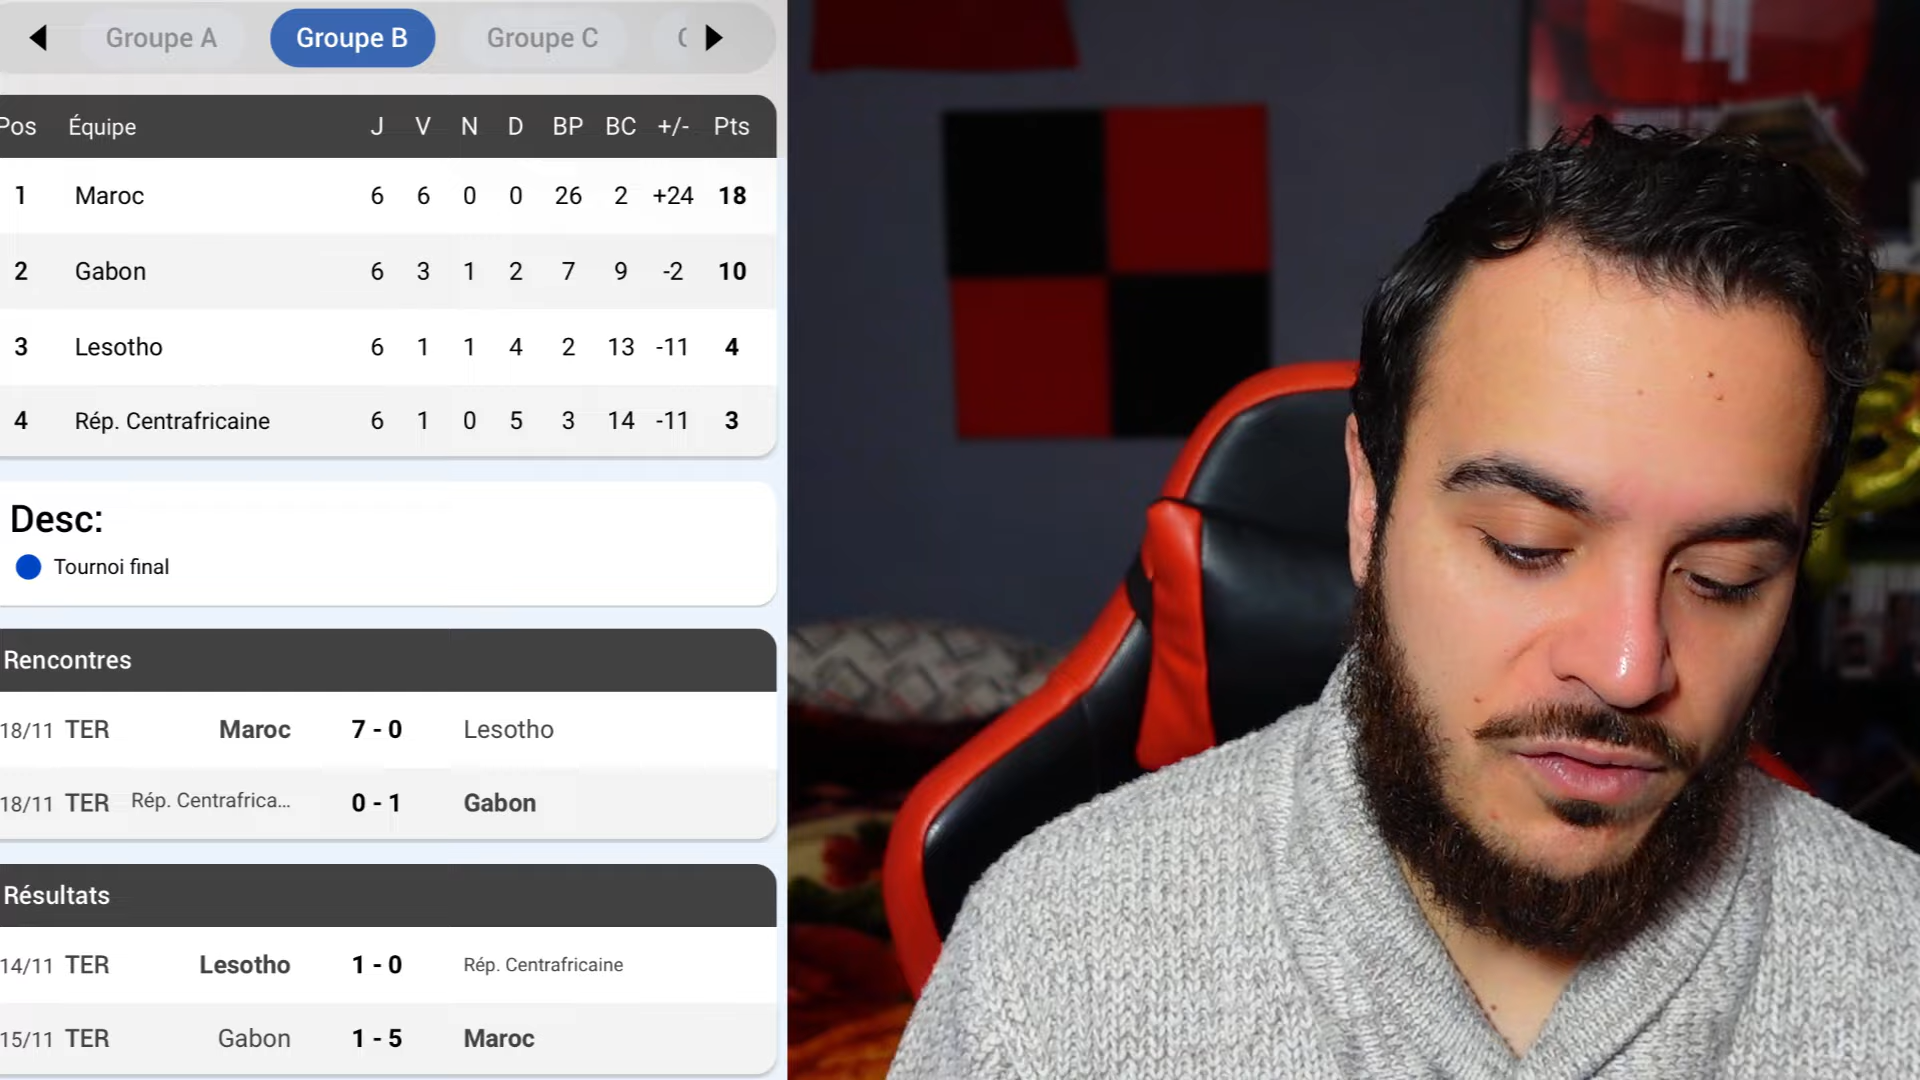 Groupe A Groupe B Groupe C
Pos Équipe J V N D BP BC +/- Pts
1 Maroc 6 6 0 0 26 2 +24 18
2 Gabon 6 3 1 2 7 9 -2 10
3 Lesotho 6 1 1 4 2 13 -11 4
4 Rép. Centrafricaine 6 1 0 5 3 14 -11 3
Desc:
Tournoi final
Rencontres
18/11 TER Maroc 7 - 0 Lesotho
18/11 TER Rép. Centrafrica... 0 - 1 Gabon
Résultats
14/11 TER Lesotho 1 - 0 Rép. Centrafricaine
15/11 TER Gabon 1 - 5 Maroc